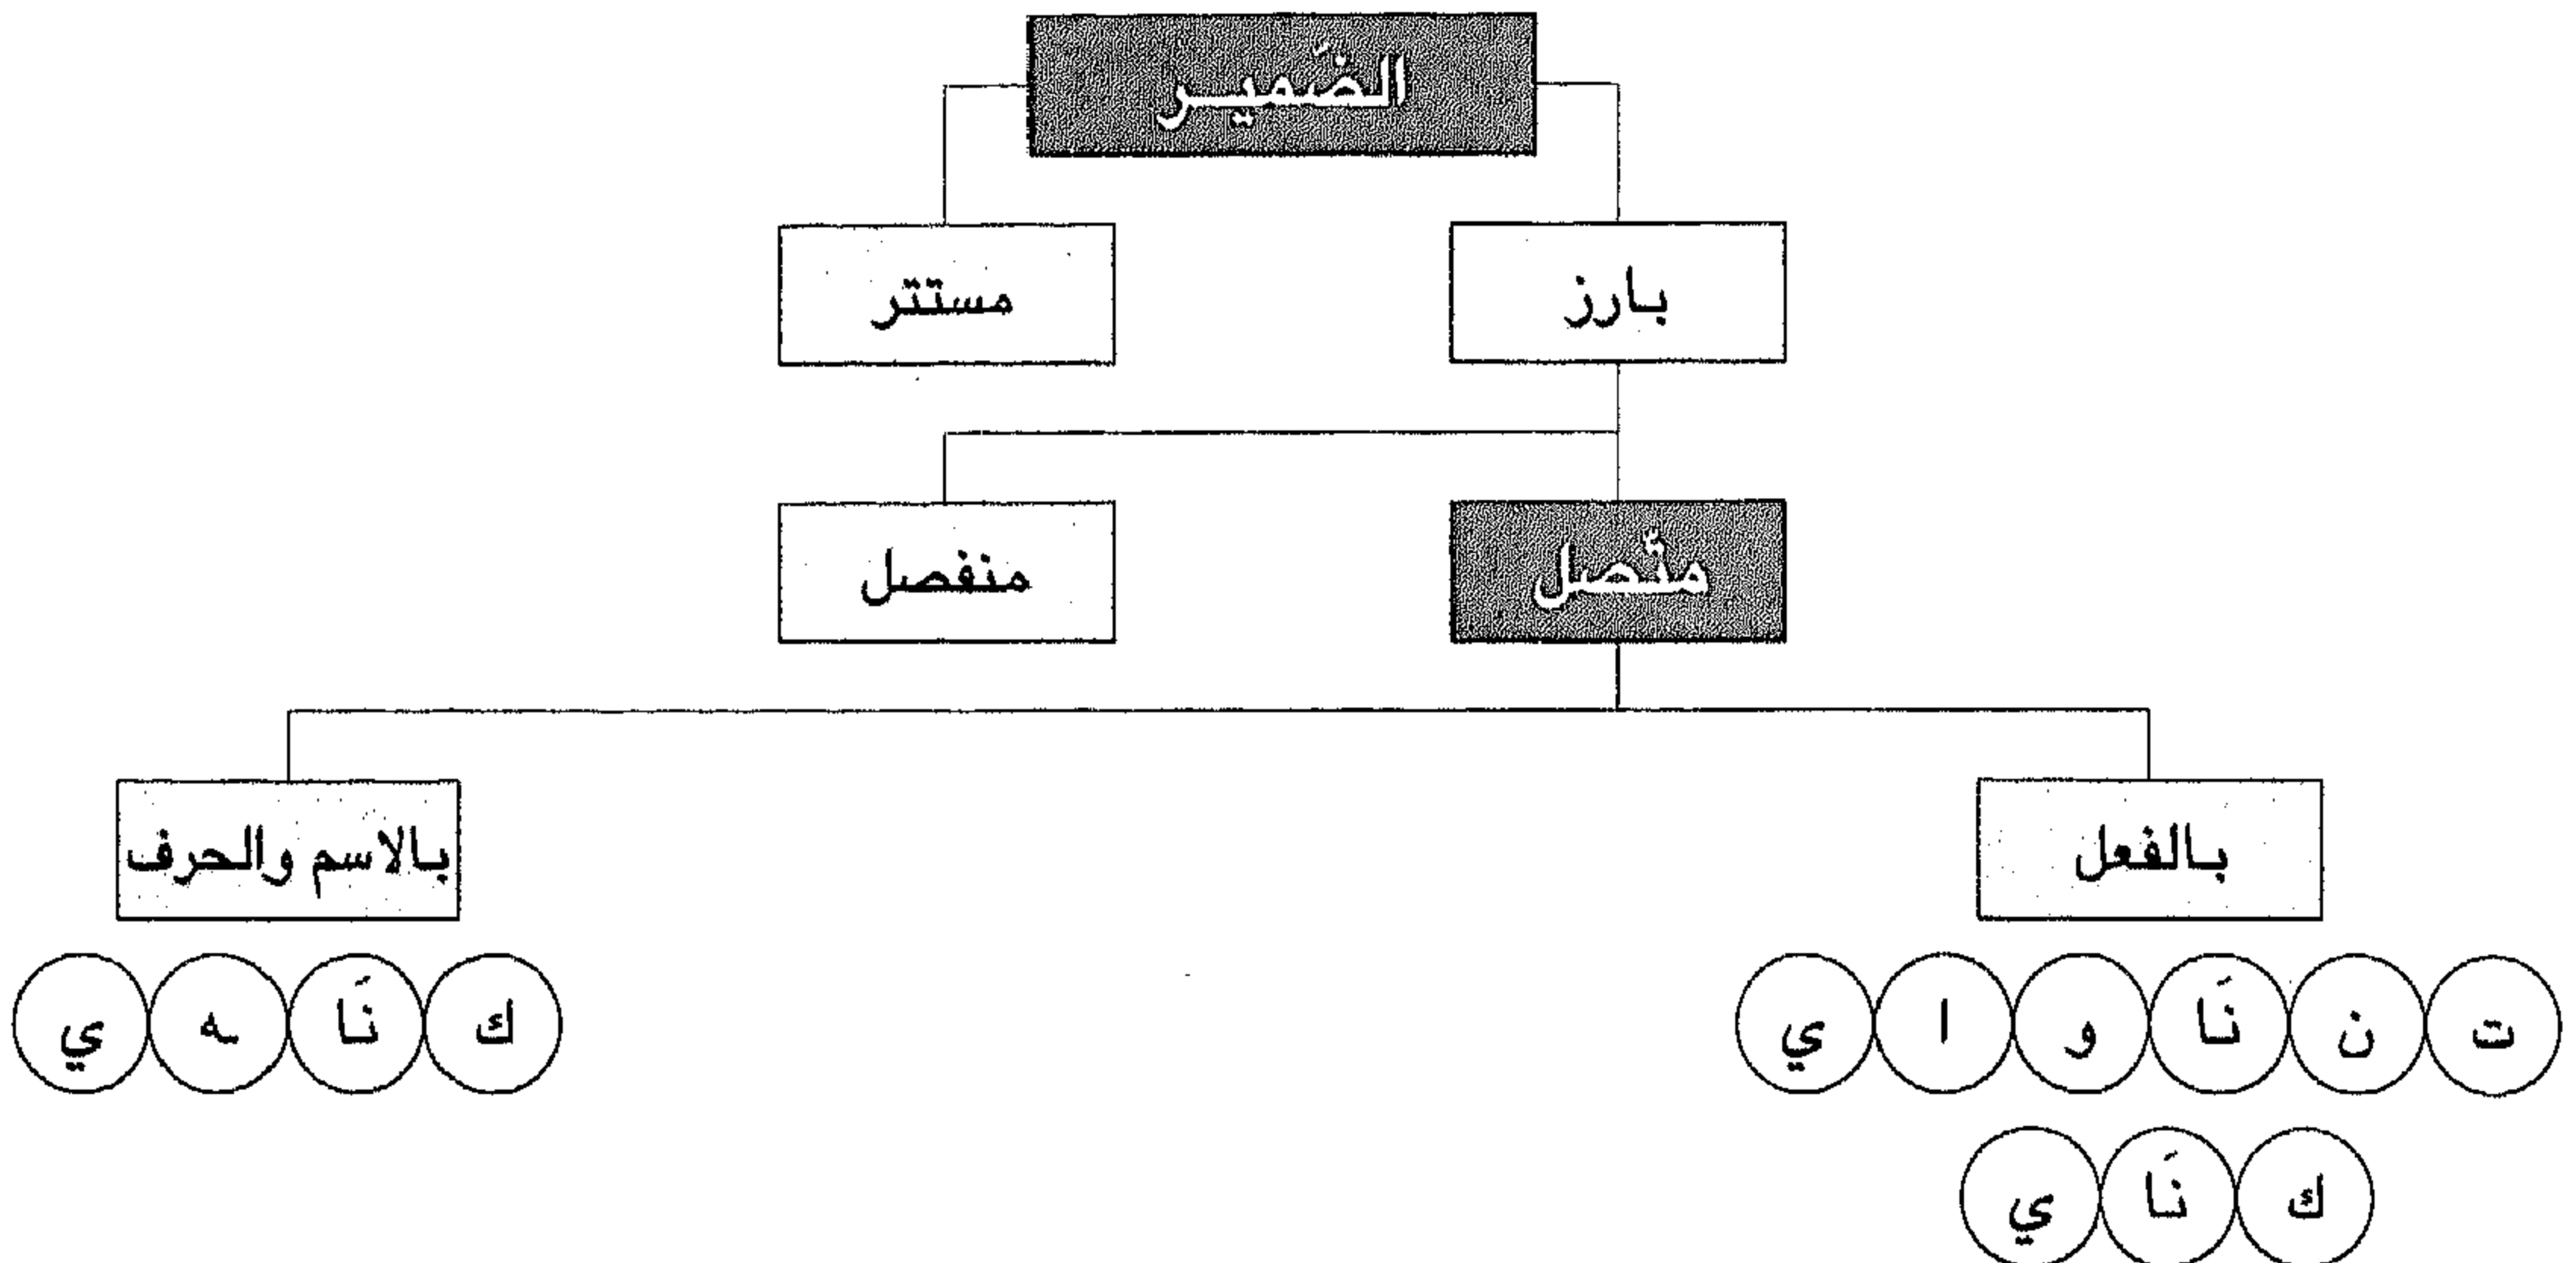 الضَمير
بارز
مستتر
متّصل
منفصل
بالفعل
بالاسم والحرف
ت ن نَا و ا ي
ك نَا ه ي
ك نَا ي